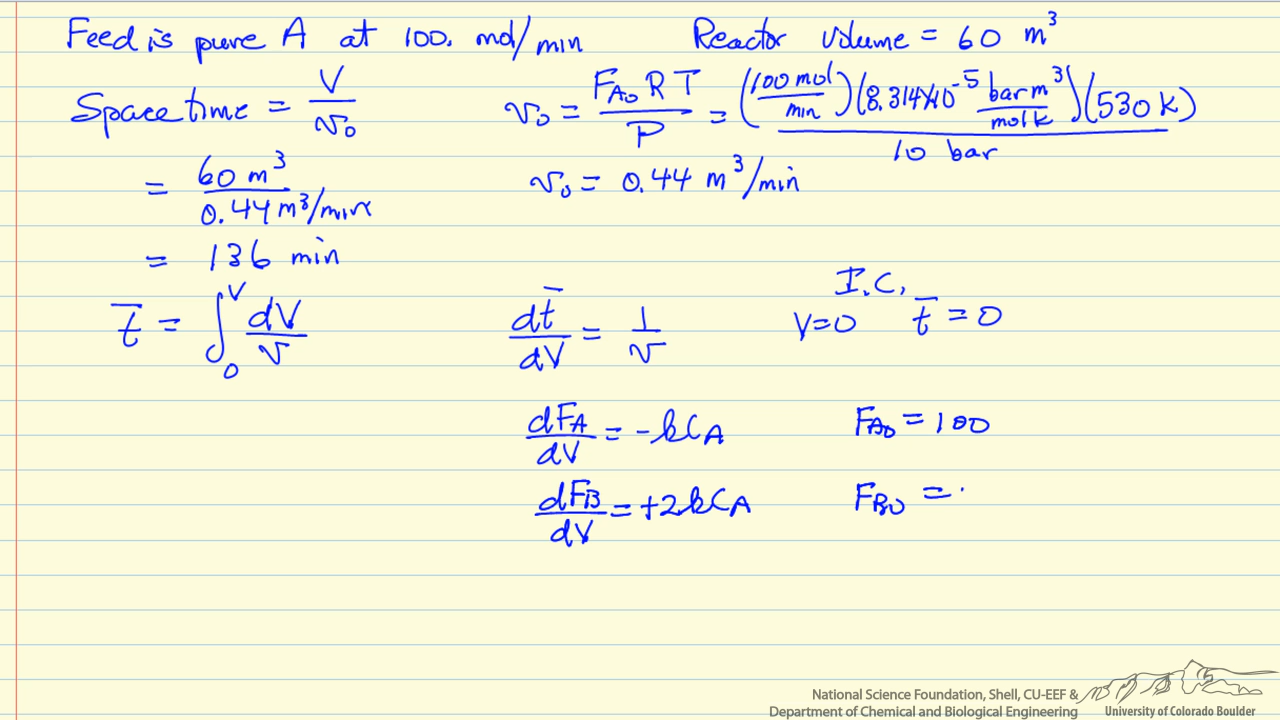 Feed is pure A at 100. mol/min Reactor volume = 60 m³
Space time = V/v₀ v₀ = F_A₀ R T / P = (100 mol/min)(8.314×10⁻⁵ bar m³/mol K)(530 K) / 10 bar
= 60 m³ / 0.44 m³/min v₀ = 0.44 m³/min
= 136 min
t̄ = ∫₀ⱽ dV/v dt̄/dV = 1/v I.C. V=0 t̄ = 0
dF_A/dV = -kC_A F_A₀ = 100
dF_B/dV = +2kC_A F_B₀ =
National Science Foundation, Shell, CU-EEF &
Department of Chemical and Biological Engineering University of Colorado Boulder